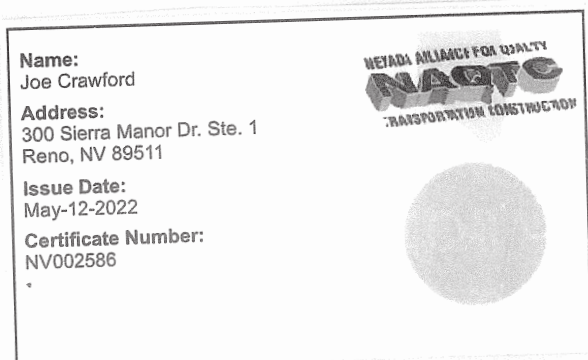 Name:
Joe Crawford
Address:
300 Sierra Manor Dr. Ste. 1
Reno, NV 89511
Issue Date:
May-12-2022
Certificate Number:
NV002586
NEVADA ALLIANCE FOR QUALTY
NAQTC
TRANSPORTATION CONSTRUCTION